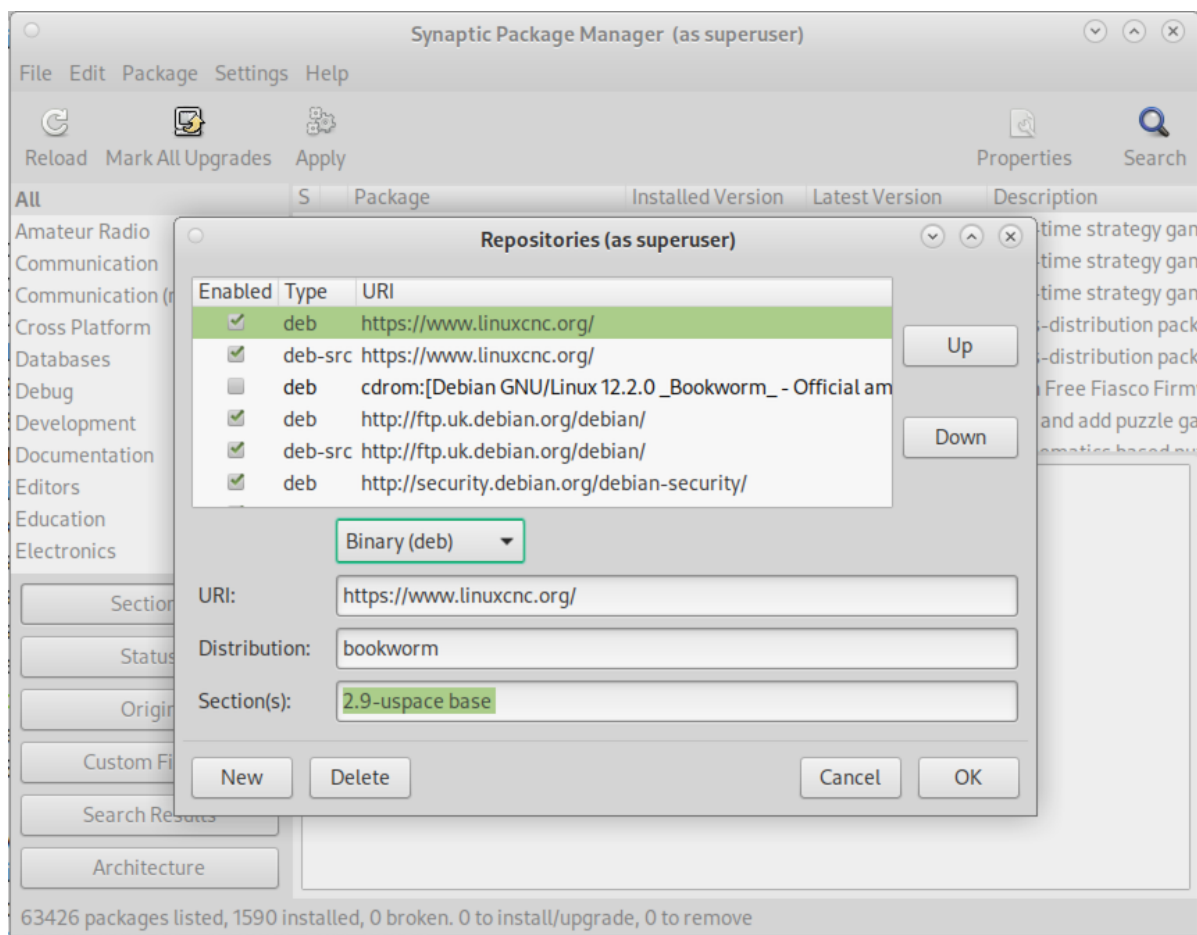 Synaptic Package Manager (as superuser)
File Edit Package Settings Help
Reload Mark All Upgrades Apply Properties Search
All
S Package Installed Version Latest Version Description
Amateur Radio
Communication
Communication (
Cross Platform
Databases
Debug
Development
Documentation
Editors
Education
Electronics
-time strategy gan
-time strategy gan
-time strategy gan
-distribution pack
-distribution pack
Free Fiasco Firm
and add puzzle ga
Repositories (as superuser)
Enabled Type URI
deb https://www.linuxcnc.org/
deb-src https://www.linuxcnc.org/
deb cdrom:[Debian GNU/Linux 12.2.0 _Bookworm_ - Official am
deb http://ftp.uk.debian.org/debian/
deb-src http://ftp.uk.debian.org/debian/
deb http://security.debian.org/debian-security/
Up
Down
Binary (deb)
URI: https://www.linuxcnc.org/
Distribution: bookworm
Section(s): 2.9-uspace base
New Delete Cancel OK
Section
Status
Origin
Custom Fi
Search Results
Architecture
63426 packages listed, 1590 installed, 0 broken. 0 to install/upgrade, 0 to remove